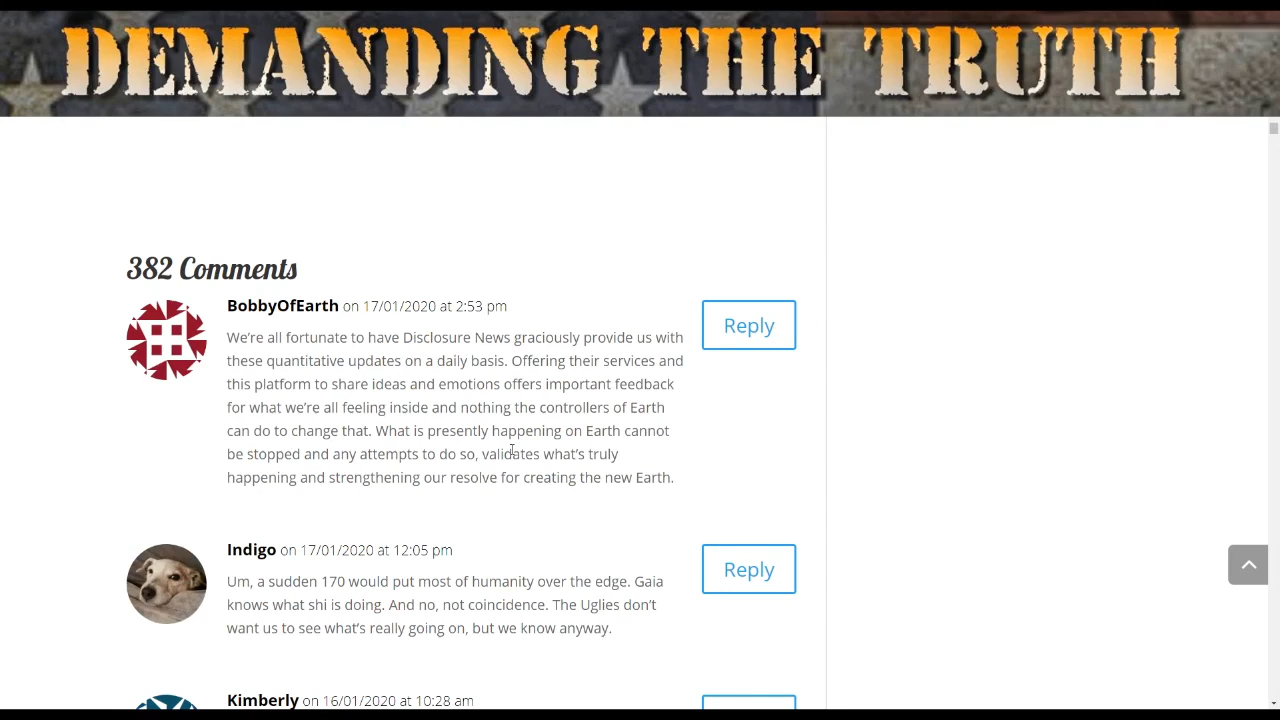 DEMANDING THE TRUTH
382 Comments
BobbyOfEarth on 17/01/2020 at 2:53 pm
Reply
We're all fortunate to have Disclosure News graciously provide us with
these quantitative updates on a daily basis. Offering their services and
this platform to share ideas and emotions offers important feedback
for what we're all feeling inside and nothing the controllers of Earth
can do to change that. What is presently happening on Earth cannot
be stopped and any attempts to do so, validates what's truly
happening and strengthening our resolve for creating the new Earth.
Indigo on 17/01/2020 at 12:05 pm
Reply
Um, a sudden 170 would put most of humanity over the edge. Gaia
knows what shi is doing. And no, not coincidence. The Uglies don't
want us to see what's really going on, but we know anyway.
Kimberly on 16/01/2020 at 10:28 am